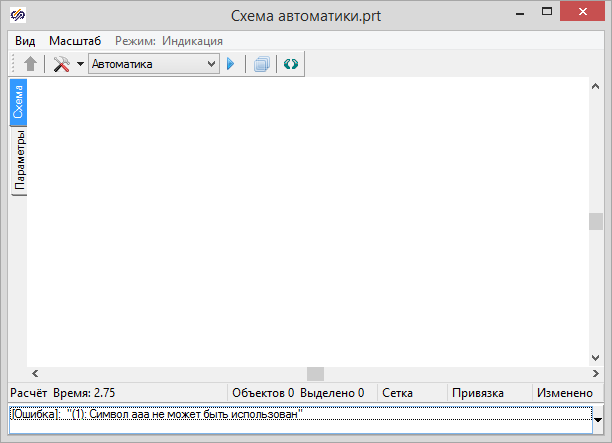 Схема автоматики.prt
Вид Масштаб Режим: Индикация
Автоматика
Схема
Параметры
Расчёт Время: 2.75 Объектов 0 Выделено 0 Сетка Привязка Изменено
[Ошибка]: "(1): Символ ааа не может быть использован"